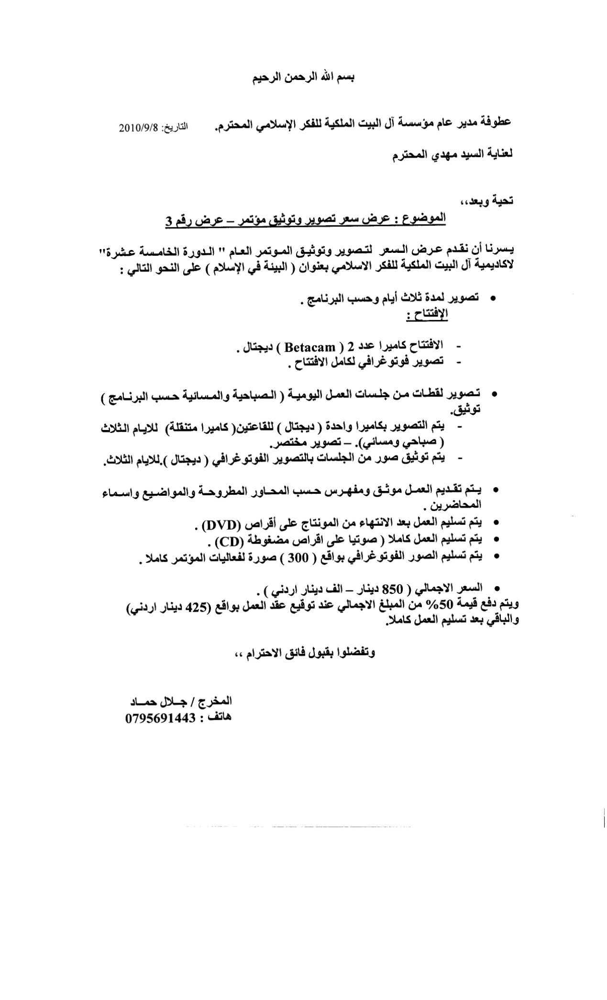 بسم الله الرحمن الرحيم
عطوفة مدير عام مؤسسة آل البيت الملكية للفكر الإسلامي المحترم. التاريخ: 2010/9/8
لعناية السيد مهدي المحترم
تحية وبعد،،
الموضوع : عرض سعر تصوير وتوثيق مؤتمر – عرض رقم 3
يسرنا أن نقدم عرض السعر لتصوير وتوثيق الموتمر العام " الدورة الخامسة عشرة"
لاكاديمية آل البيت الملكية للفكر الاسلامي بعنوان ( البيئة في الإسلام ) على النحو التالي :
• تصوير لمدة ثلاث أيام وحسب البرنامج .
الإفتتاح :
- الافتتاح كاميرا عدد 2 ( Betacam ) ديجتال .
- تصوير فوتوغرافي لكامل الافتتاح .
• تصوير لقطات من جلسات العمل اليومية ( الصباحية والمسائية حسب البرنامج )
توثيق.
- يتم التصوير بكاميرا واحدة ( ديجتال ) للقاعتين( كاميرا متنقلة) للايام الثلاث
( صباحي ومسائي). – تصوير مختصر.
- يتم توثيق صور من الجلسات بالتصوير الفوتوغرافي ( ديجتال ).للايام الثلاث.
• يتم تقديم العمل موثق ومفهرس حسب المحاور المطروحة والمواضيع واسماء
المحاضرين .
• يتم تسليم العمل بعد الانتهاء من المونتاج على أقراص (DVD) .
• يتم تسليم العمل كاملا ( صوتيا على اقراص مضغوطة (CD) .
• يتم تسليم الصور الفوتوغرافي بواقع ( 300 ) صورة لفعاليات المؤتمر كاملا .
• السعر الاجمالي ( 850 دينار – الف دينار اردني ) .
ويتم دفع قيمة 50% من المبلغ الاجمالي عند توقيع عقد العمل بواقع (425 دينار اردني)
والباقي بعد تسليم العمل كاملا.
وتفضلوا بقبول فائق الاحترام ،،
المخرج / جلال حماد
هاتف : 0795691443